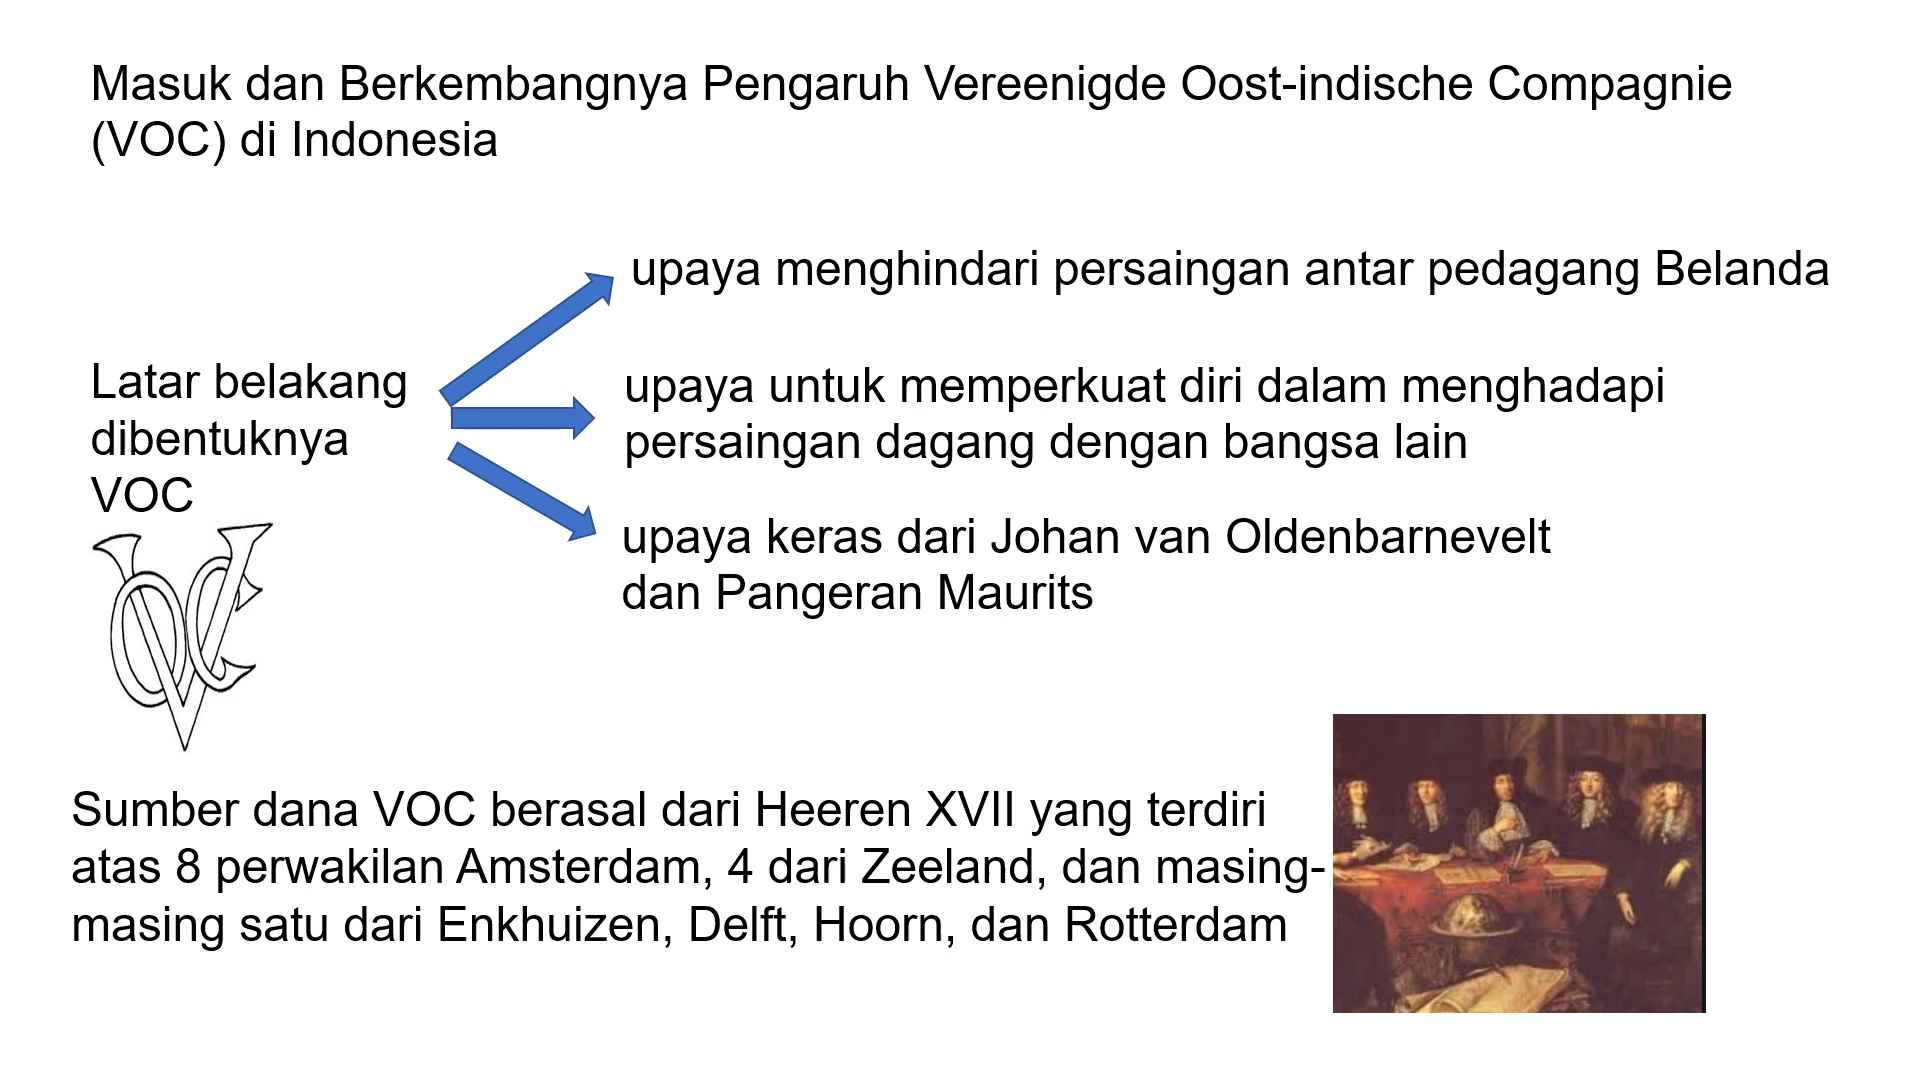 Masuk dan Berkembangnya Pengaruh Vereenigde Oost-indische Compagnie
(VOC) di Indonesia
upaya menghindari persaingan antar pedagang Belanda
Latar belakang
dibentuknya
VOC
upaya untuk memperkuat diri dalam menghadapi
persaingan dagang dengan bangsa lain
upaya keras dari Johan van Oldenbarnevelt
dan Pangeran Maurits
VOC
Sumber dana VOC berasal dari Heeren XVII yang terdiri
atas 8 perwakilan Amsterdam, 4 dari Zeeland, dan masing-
masing satu dari Enkhuizen, Delft, Hoorn, dan Rotterdam